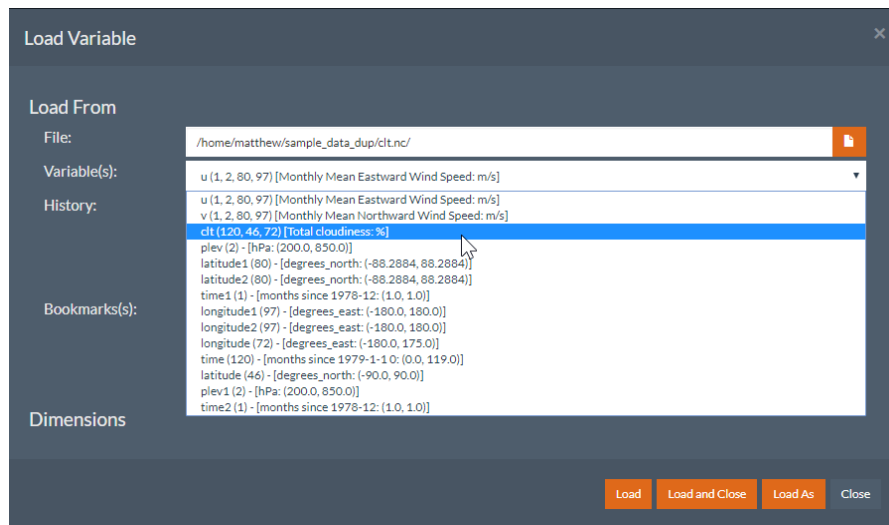 Load Variable
×
Load From
File:
/home/matthew/sample_data_dup/clt.nc/
Variable(s):
u (1, 2, 80, 97) [Monthly Mean Eastward Wind Speed: m/s]
History:
u (1, 2, 80, 97) [Monthly Mean Eastward Wind Speed: m/s]
v (1, 2, 80, 97) [Monthly Mean Northward Wind Speed: m/s]
clt (120, 46, 72) [Total cloudiness: %]
plev (2) - [hPa: (200.0, 850.0)]
latitude1 (80) - [degrees_north: (-88.2884, 88.2884)]
latitude2 (80) - [degrees_north: (-88.2884, 88.2884)]
time1 (1) - [months since 1978-12: (1.0, 1.0)]
Bookmarks(s):
longitude1 (97) - [degrees_east: (-180.0, 180.0)]
longitude2 (97) - [degrees_east: (-180.0, 180.0)]
longitude (72) - [degrees_east: (-180.0, 175.0)]
time (120) - [months since 1979-1-1 0: (0.0, 119.0)]
latitude (46) - [degrees_north: (-90.0, 90.0)]
plev1 (2) - [hPa: (200.0, 850.0)]
time2 (1) - [months since 1978-12: (1.0, 1.0)]
Dimensions
Load
Load and Close
Load As
Close